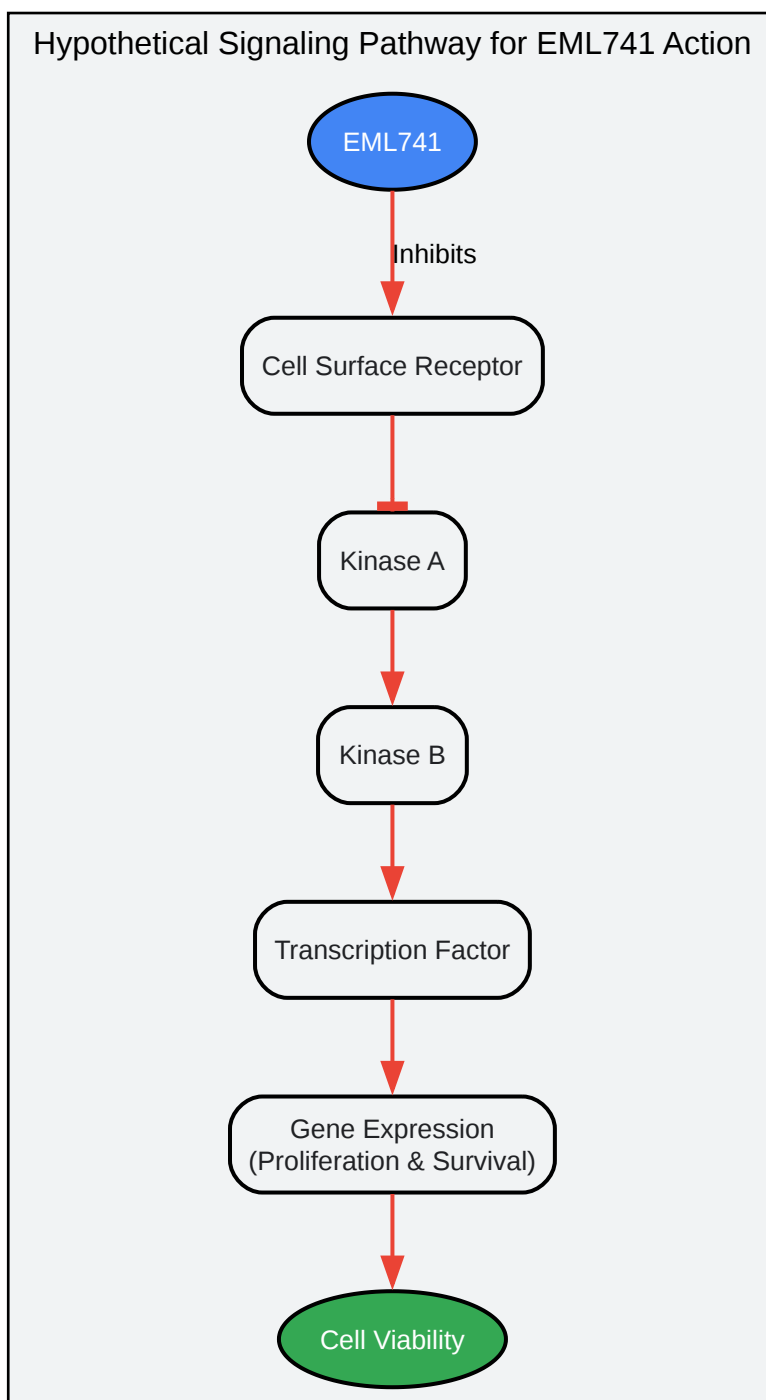 Hypothetical Signaling Pathway for EML741 Action
EML741
Inhibits
Cell Surface Receptor
Kinase A
Kinase B
Transcription Factor
Gene Expression
(Proliferation & Survival)
Cell Viability